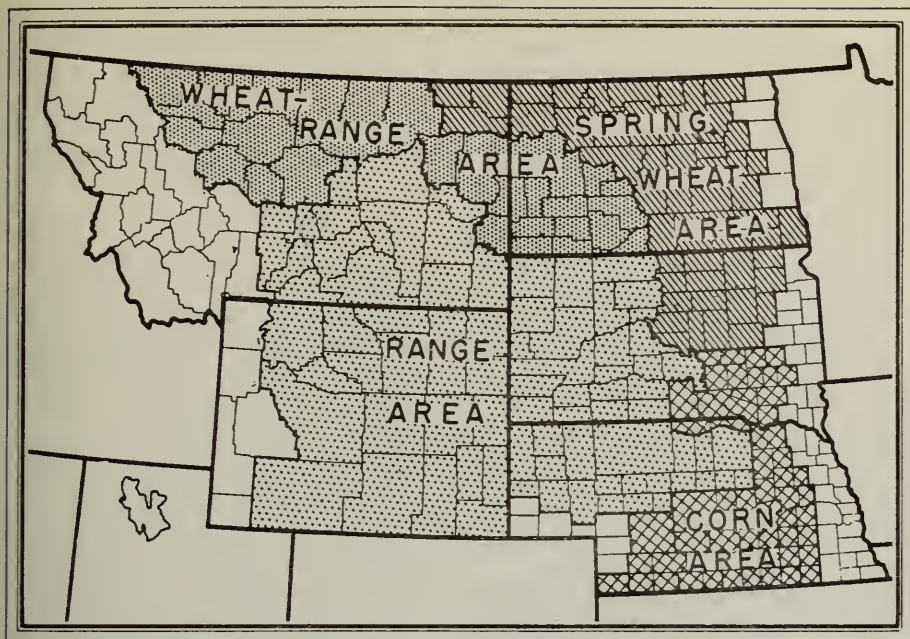 WHEAT-
RANGE
AREA
SPRING
WHEAT
AREA
RANGE
AREA
CORN
AREA